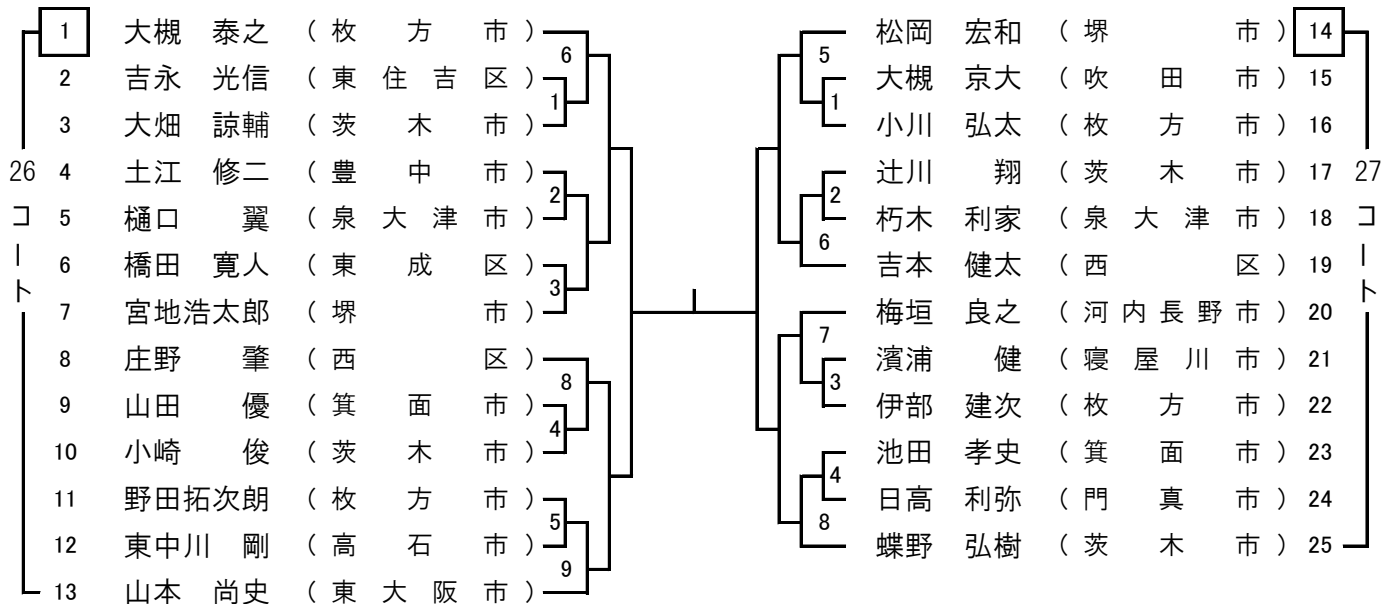 1 大槻 泰之 （枚方市）
2 吉永 光信 （東住吉区）
3 大畑 諒輔 （茨木市）
4 土江 修二 （豊中市）
5 樋口 翼 （泉大津市）
6 橋田 寛人 （東成区）
7 宮地浩太郎 （堺市）
8 庄野 肇 （西区）
9 山田 優 （箕面市）
10 小崎 俊 （茨木市）
11 野田拓次朗 （枚方市）
12 東中川 剛 （高石市）
13 山本 尚史 （東大阪市）
26コート
6
1
2
3
8
4
5
9
松岡 宏和 （堺市） 14
大槻 京大 （吹田市） 15
小川 弘太 （枚方市） 16
辻川 翔 （茨木市） 17
朽木 利家 （泉大津市） 18
吉本 健太 （西区） 19
梅垣 良之 （河内長野市） 20
濱浦 健 （寝屋川市） 21
伊部 建次 （枚方市） 22
池田 孝史 （箕面市） 23
日高 利弥 （門真市） 24
蝶野 弘樹 （茨木市） 25
27コート
5
1
2
6
7
3
4
8